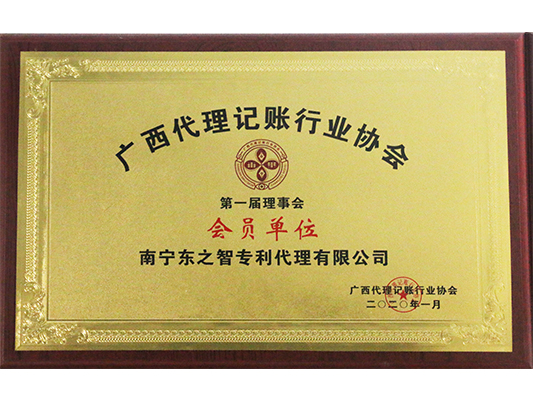 广西代理记账行业协会
第一届理事会
会员单位
南宁东之智专利代理有限公司
广西代理记账行业协会
二〇二〇年一月